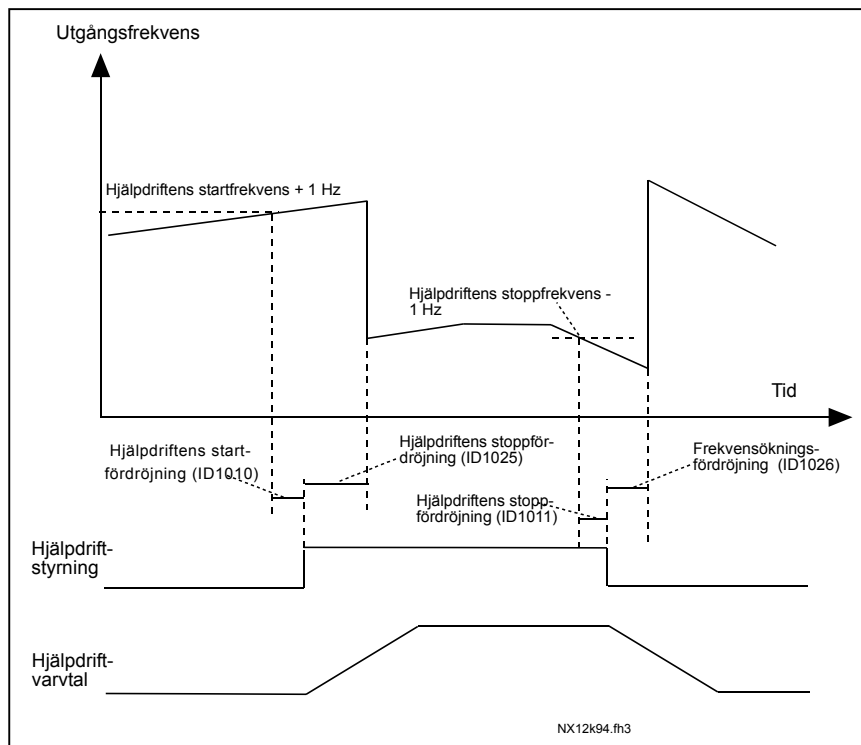 Utgångsfrekvens
Hjälpdriftens startfrekvens + 1 Hz
Hjälpdriftens stoppfrekvens -
1 Hz
Tid
Hjälpdriftens start-
fördröjning (ID1010)
Hjälpdriftens stoppför-
dröjning (ID1025)
Hjälpdriftens stopp-
fördröjning (ID1011)
Frekvensöknings-
fördröjning (ID1026)
Hjälpdrift-
styrning
Hjälpdrift-
varvtal
NX12k94.fh3